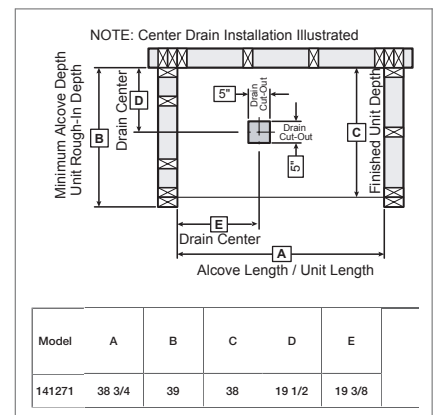 NOTE: Center Drain Installation Illustrated
Minimum Alcove Depth
Unit Rough-In Depth
B
Drain Center
D
5"
Drain
Cut-Out
Drain
Cut-Out
5"
C
Finished Unit Depth
E
Drain Center
A
Alcove Length / Unit Length
Model A B C D E
141271 38 3/4 39 38 19 1/2 19 3/8